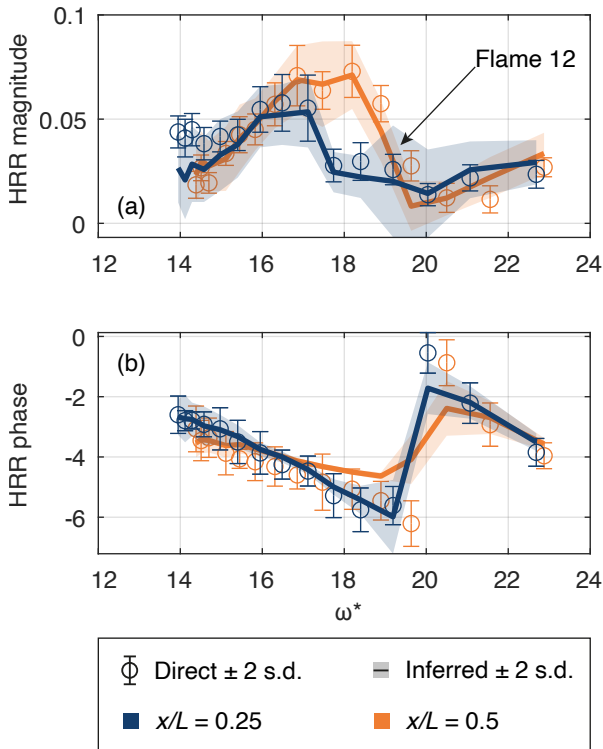 0.1
0.05
0
HRR magnitude
Flame 12
(a)
12 14 16 18 20 22 24
0
-2
-4
-6
HRR phase
(b)
12 14 16 18 20 22 24
ω*
Direct ± 2 s.d. Inferred ± 2 s.d.
x/L = 0.25 x/L = 0.5